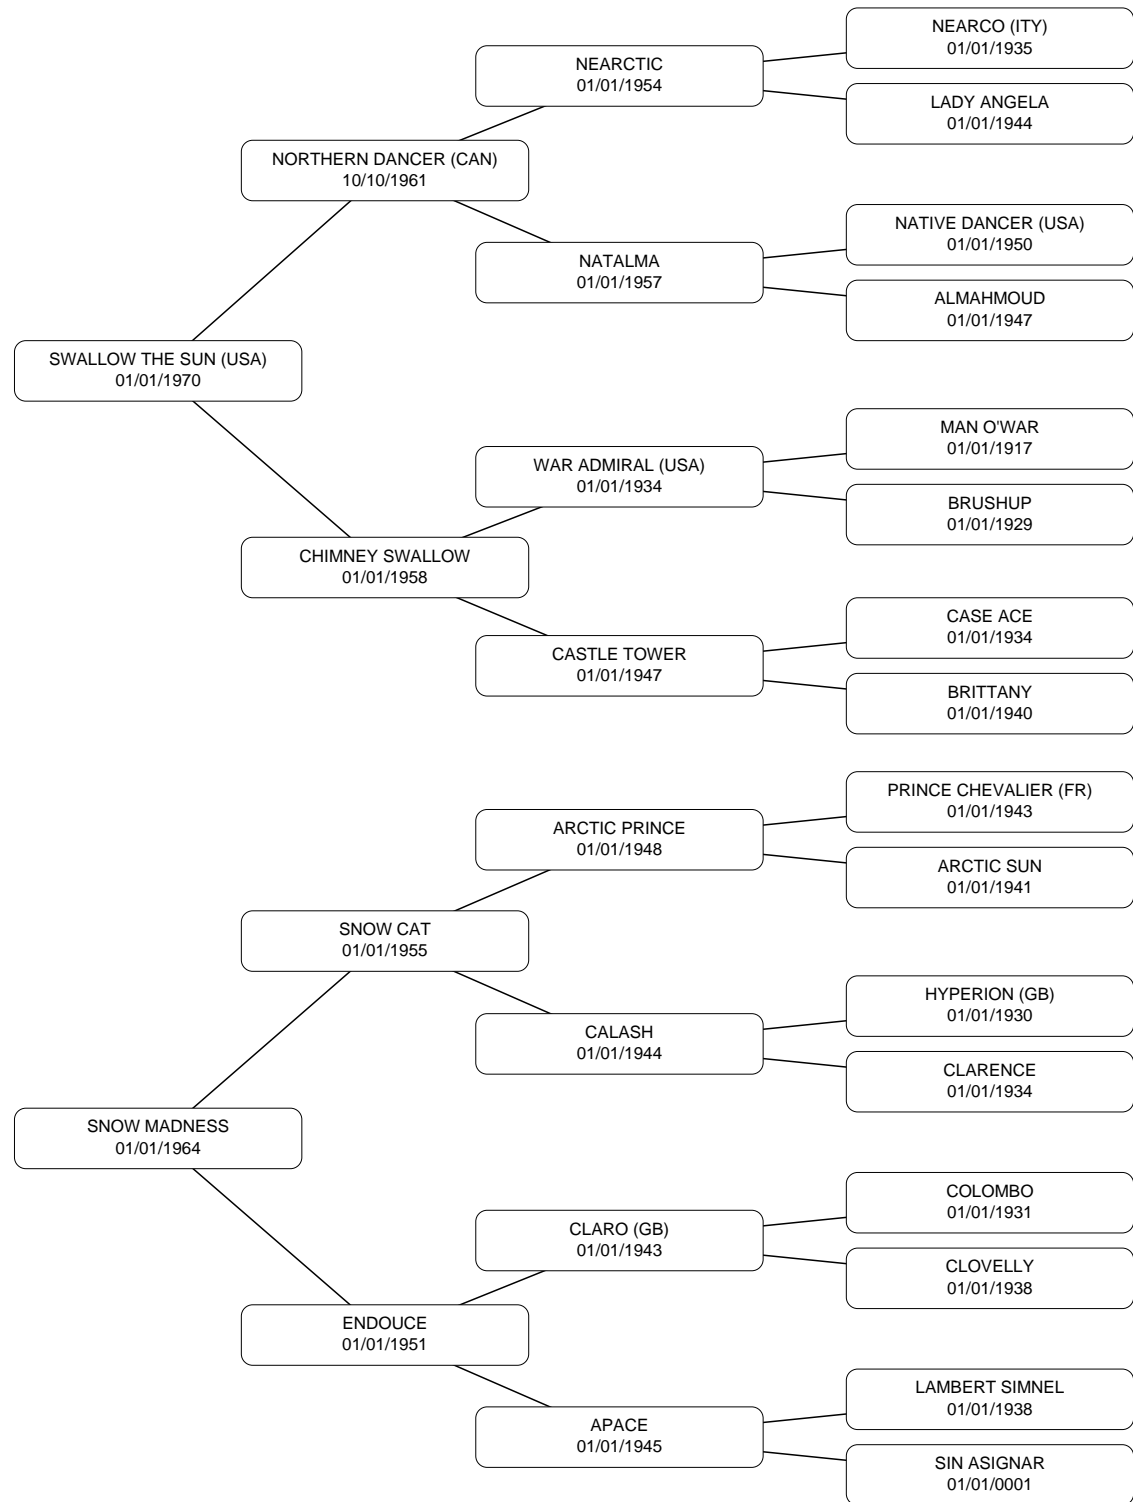 NEARCO (ITY)
01/01/1935
NEARCTIC
01/01/1954
LADY ANGELA
01/01/1944
NORTHERN DANCER (CAN)
10/10/1961
NATIVE DANCER (USA)
01/01/1950
NATALMA
01/01/1957
ALMAHMOUD
01/01/1947
SWALLOW THE SUN (USA)
01/01/1970
MAN O'WAR
01/01/1917
WAR ADMIRAL (USA)
01/01/1934
BRUSHUP
01/01/1929
CHIMNEY SWALLOW
01/01/1958
CASE ACE
01/01/1934
CASTLE TOWER
01/01/1947
BRITTANY
01/01/1940
PRINCE CHEVALIER (FR)
01/01/1943
ARCTIC PRINCE
01/01/1948
ARCTIC SUN
01/01/1941
SNOW CAT
01/01/1955
HYPERION (GB)
01/01/1930
CALASH
01/01/1944
CLARENCE
01/01/1934
SNOW MADNESS
01/01/1964
COLOMBO
01/01/1931
CLARO (GB)
01/01/1943
CLOVELLY
01/01/1938
ENDOUCE
01/01/1951
LAMBERT SIMNEL
01/01/1938
APACE
01/01/1945
SIN ASIGNAR
01/01/0001